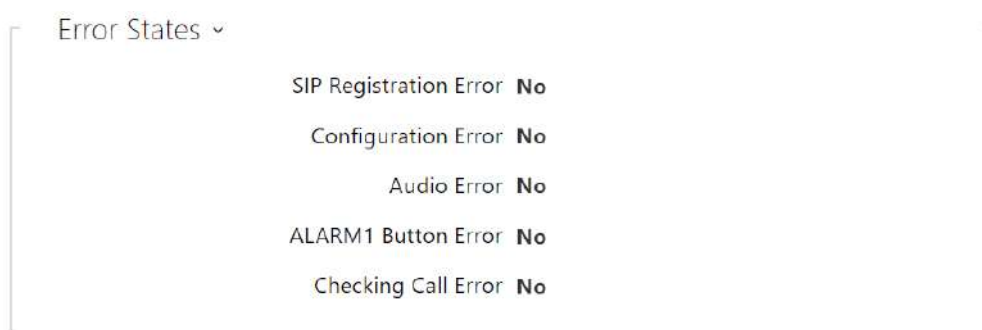 Error States
SIP Registration Error No
Configuration Error No
Audio Error No
ALARM1 Button Error No
Checking Call Error No